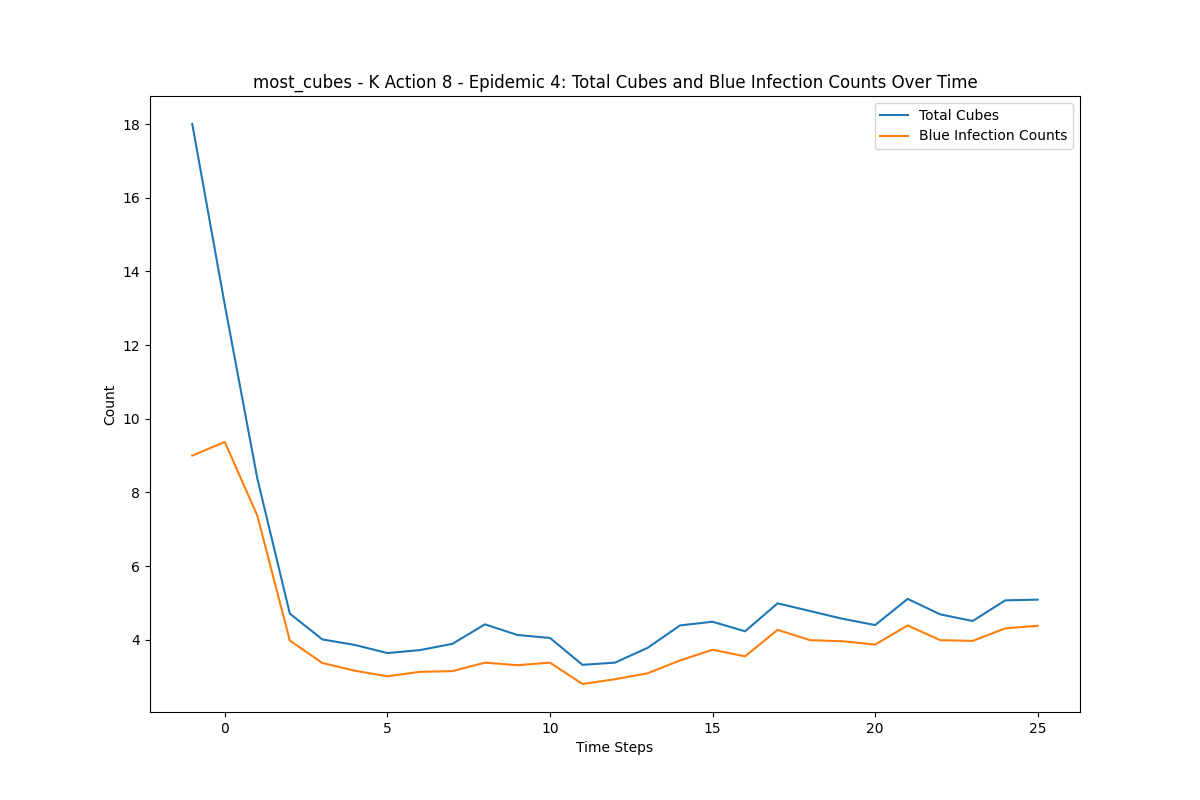 most_cubes - K Action 8 - Epidemic 4: Total Cubes and Blue Infection Counts Over Time
Total Cubes
Blue Infection Counts
18
16
14
12
10
8
6
4
Count
0 5 10 15 20 25
Time Steps